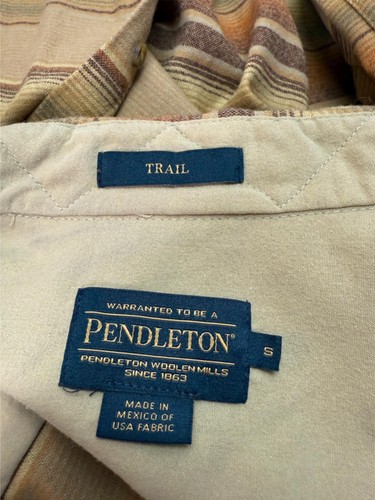 TRAIL
WARRANTED TO BE A
PENDLETON®
PENDLETON WOOLEN MILLS
SINCE 1863
S
MADE IN
MEXICO OF
USA FABRIC